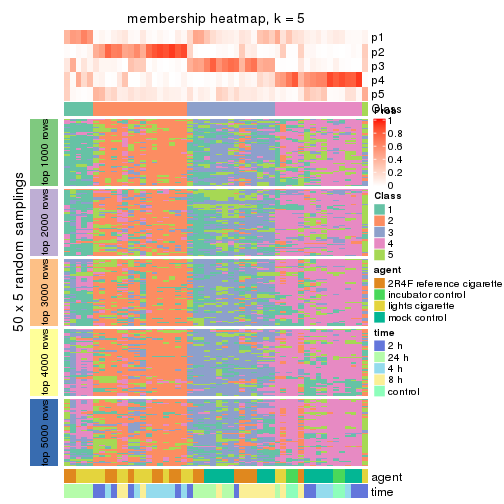 membership heatmap, k = 5
p1
p2
p3
p4
p5
Class
Prob
1
0.8
0.6
0.4
0.2
0
Class
1
2
3
4
5
agent
2R4F reference cigarette
incubator control
lights cigarette
mock control
time
2 h
24 h
4 h
8 h
control
50 x 5 random samplings
top 1000 rows
top 2000 rows
top 3000 rows
top 4000 rows
top 5000 rows
agent
time